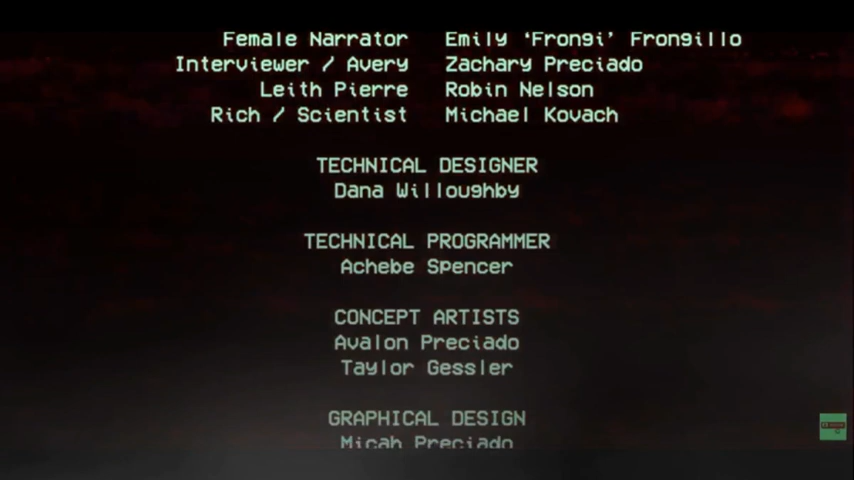 Female Narrator Emily ‘Frongi’ Frongillo
Interviewer / Avery Zachary Preciado
Leith Pierre Robin Nelson
Rich / Scientist Michael Kovach
TECHNICAL DESIGNER
Dana Willoughby
TECHNICAL PROGRAMMER
Achebe Spencer
CONCEPT ARTISTS
Avalon Preciado
Taylor Gessler
GRAPHICAL DESIGN
Micah Preciado